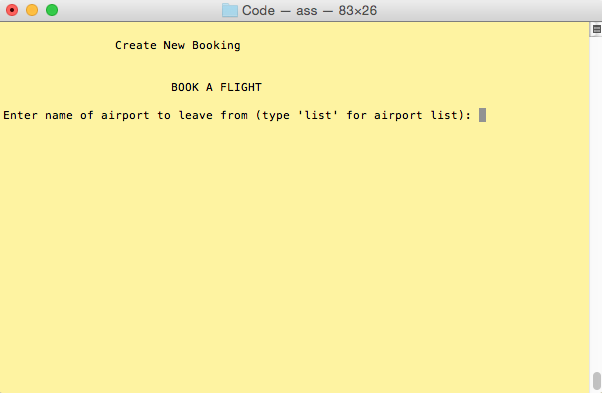 Code — ass — 83×26
Create New Booking
BOOK A FLIGHT
Enter name of airport to leave from (type 'list' for airport list):